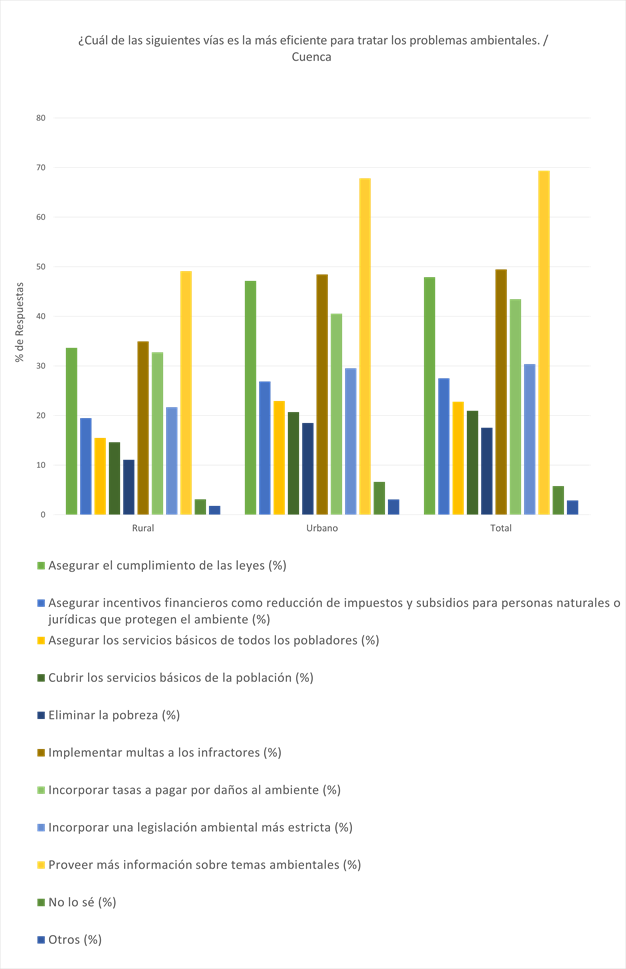 ¿Cuál de las siguientes vías es la más eficiente para tratar los problemas ambientales. /
Cuenca
80
70
60
50
40
30
20
10
0
% de Respuestas
Rural
Urbano
Total
Asegurar el cumplimiento de las leyes (%)
Asegurar incentivos financieros como reducción de impuestos y subsidios para personas naturales o
jurídicas que protegen el ambiente (%)
Asegurar los servicios básicos de todos los pobladores (%)
Cubrir los servicios básicos de la población (%)
Eliminar la pobreza (%)
Implementar multas a los infractores (%)
Incorporar tasas a pagar por daños al ambiente (%)
Incorporar una legislación ambiental más estricta (%)
Proveer más información sobre temas ambientales (%)
No lo sé (%)
Otros (%)